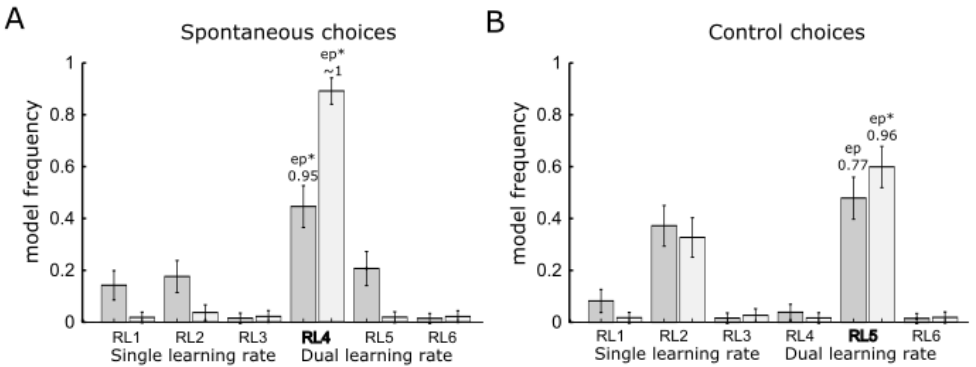 A
Spontaneous choices
model frequency
1
0.8
0.6
0.4
0.2
0
ep*
0.95
ep*
~1
RL1 RL2 RL3 RL4 RL5 RL6
Single learning rate Dual learning rate
B
Control choices
model frequency
1
0.8
0.6
0.4
0.2
0
ep
0.77
ep*
0.96
RL1 RL2 RL3 RL4 RL5 RL6
Single learning rate Dual learning rate